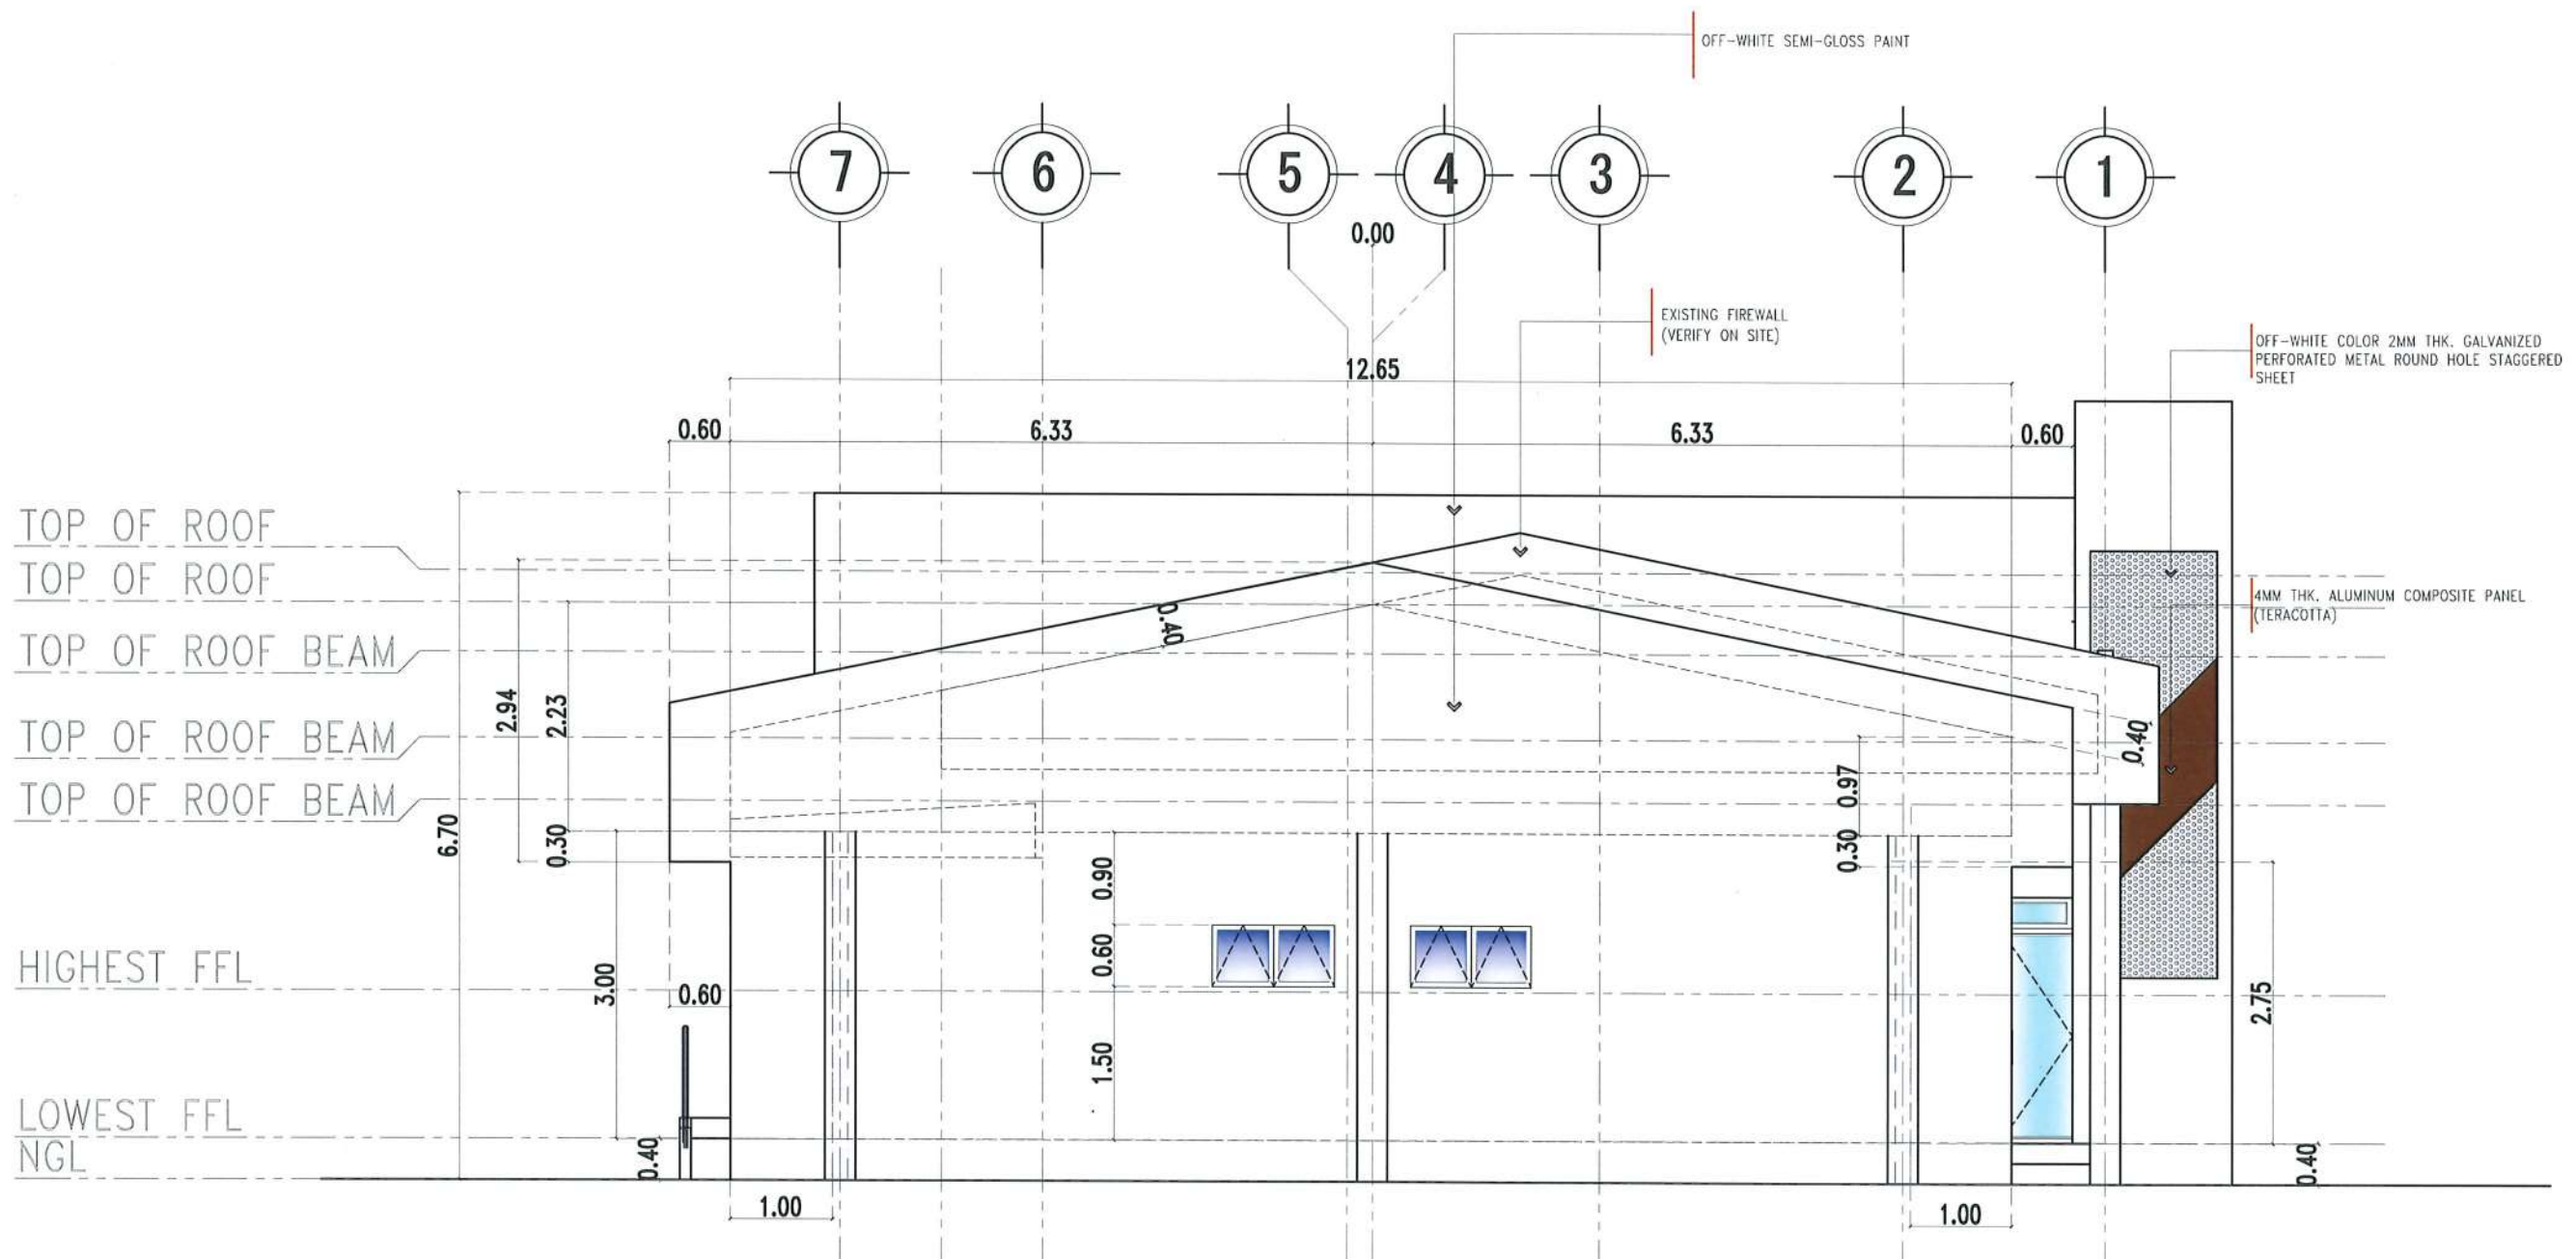 OFF-WHITE SEMI-GLOSS PAINT
7
6
5
4
3
2
1
0.00
EXISTING FIREWALL
(VERIFY ON SITE)
OFF-WHITE COLOR 2MM THK. GALVANIZED
PERFORATED METAL ROUND HOLE STAGGERED
SHEET
12.65
0.60
6.33
6.33
0.60
TOP OF ROOF
TOP OF ROOF
4MM THK. ALUMINUM COMPOSITE PANEL
(TERACOTTA)
0.40
TOP OF ROOF BEAM
2.94
2.23
TOP OF ROOF BEAM
0.40
0.97
TOP OF ROOF BEAM
6.70
0.30
0.30
0.90
0.60
HIGHEST FFL
3.00
0.60
2.75
1.50
LOWEST FFL
NGL
0.40
0.40
1.00
1.00